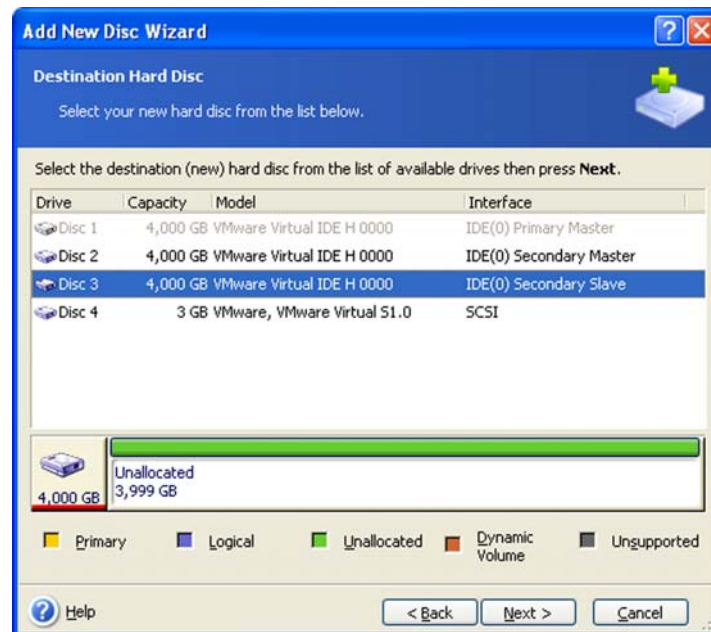 Add New Disc Wizard
Destination Hard Disc
Select your new hard disc from the list below.
Select the destination (new) hard disc from the list of available drives then press Next.
Drive Capacity Model Interface
Disc 1 4,000 GB VMware Virtual IDE H 0000 IDE(0) Primary Master
Disc 2 4,000 GB VMware Virtual IDE H 0000 IDE(0) Secondary Master
Disc 3 4,000 GB VMware Virtual IDE H 0000 IDE(0) Secondary Slave
Disc 4 3 GB VMware, VMware Virtual S1.0 SCSI
Unallocated
4,000 GB 3,999 GB
Primary Logical Unallocated Dynamic Volume Unsupported
Help < Back Next > Cancel